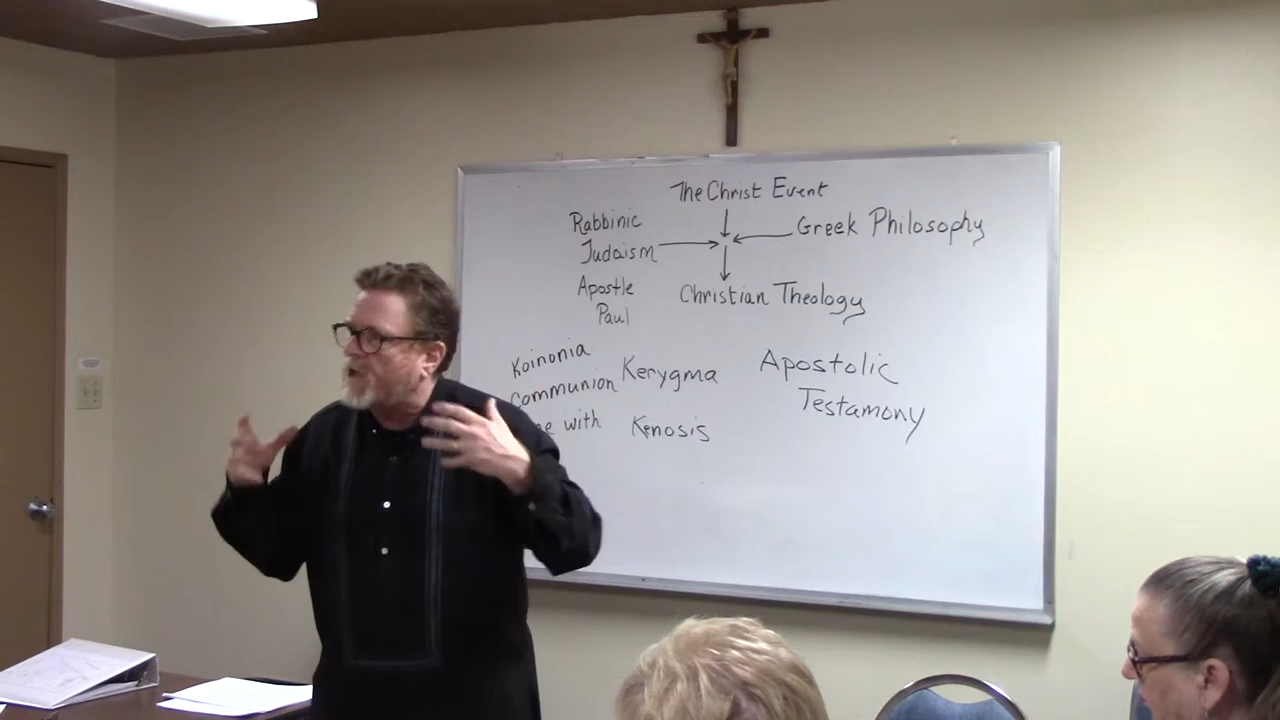 The Christ Event
Rabbinic
Judaism
Greek Philosophy
Apostle
Paul
Christian Theology
Koinonia
communion
with
Kerygma
Kenosis
Apostolic
Testamony